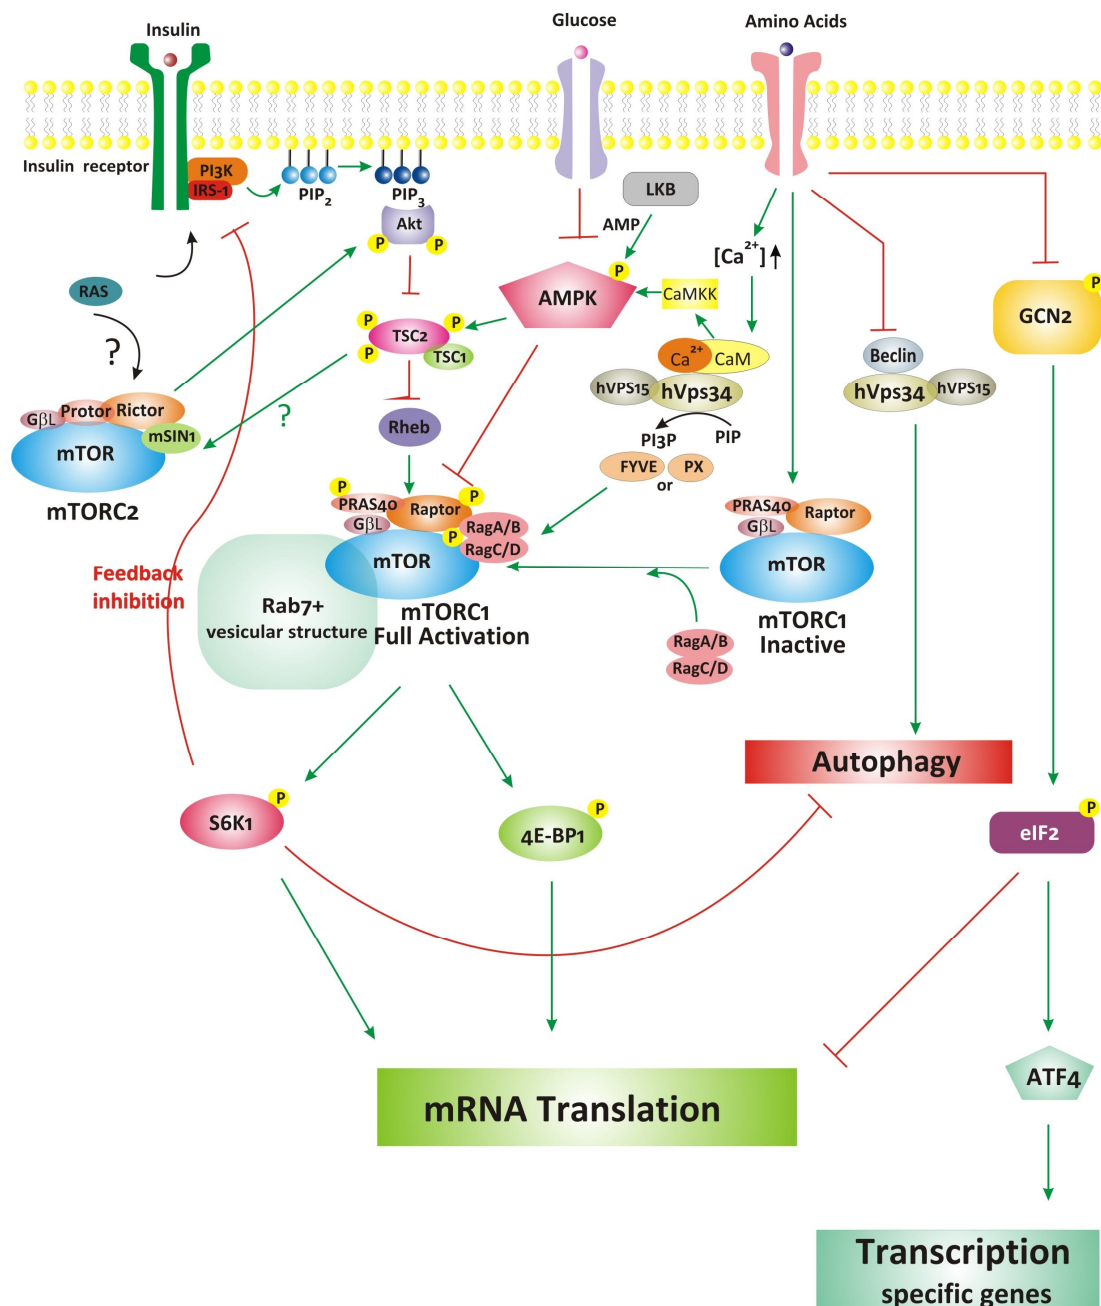 Insulin
Glucose
Amino Acids
Insulin receptor
PI3K
IRS-1
PIP2
PIP3
Akt
P
P
LKB
AMP
P
AMPK
[Ca2+]
CaMKK
Ca2+
CaM
hVPS15
hVps34
PI3P
PIP
FYVE
or
PX
Beclin
hVps34
hVPS15
P
GCN2
RAS
?
P
P
P
TSC2
TSC1
?
Rheb
GβL
Protor
Rictor
mSIN1
mTOR
mTORC2
P
PRAS40
GβL
Raptor
P
P
RagA/B
RagC/D
mTOR
mTORC1
Full Activation
Rab7+
vesicular structure
PRAS40
GβL
Raptor
mTOR
mTORC1
Inactive
RagA/B
RagC/D
Feedback
inhibition
Autophagy
S6K1
P
4E-BP1
P
eIF2
P
mRNA Translation
ATF4
Transcription
specific genes